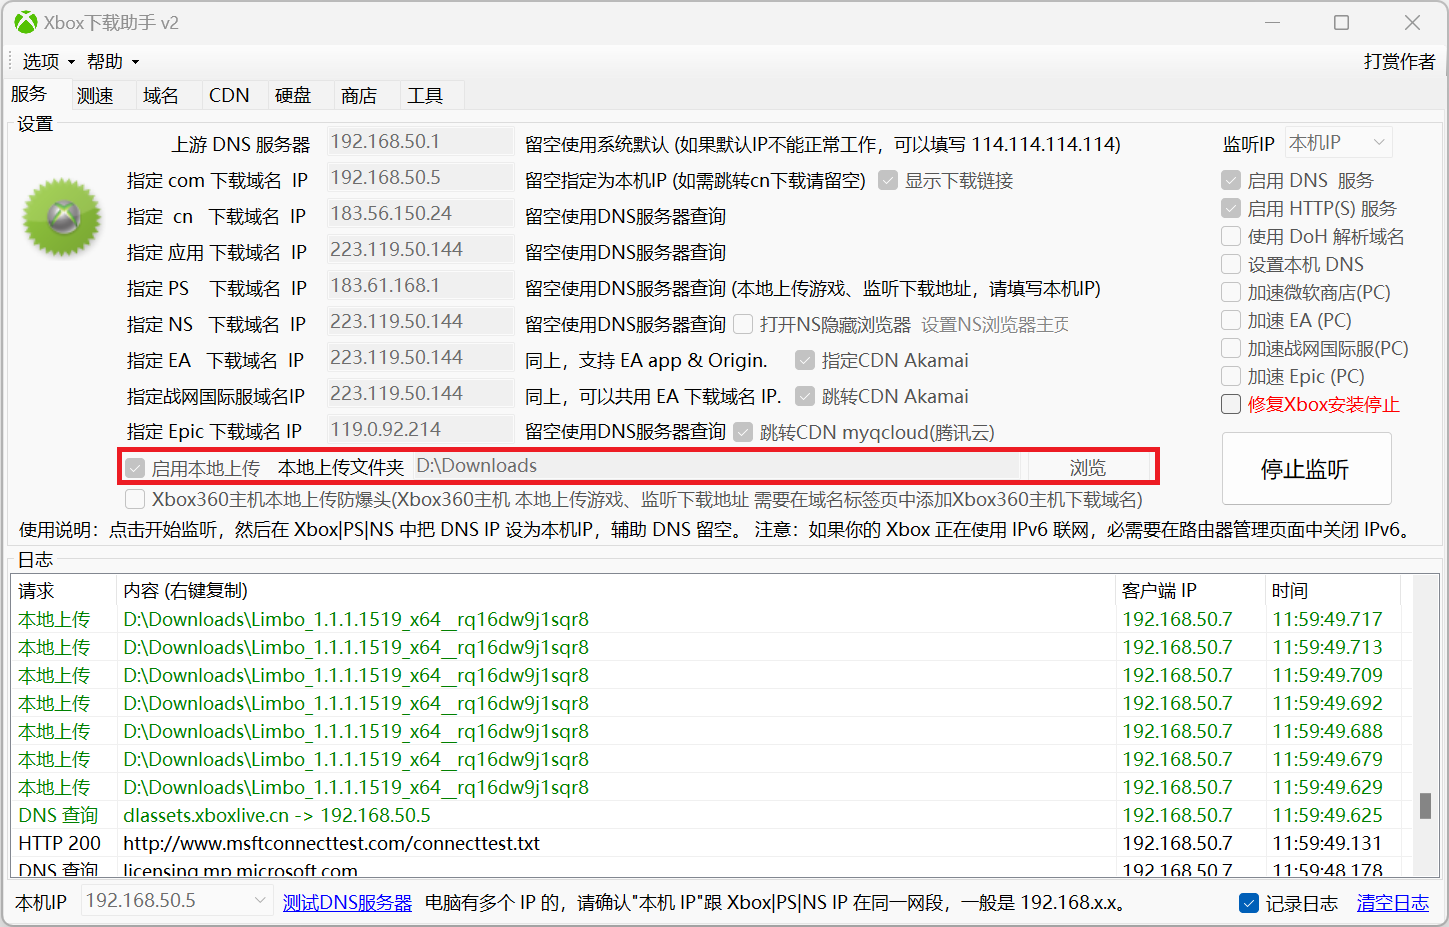 Xbox下载助手 v2
选项 帮助 打赏作者
服务 测速 域名 CDN 硬盘 商店 工具
设置
上游 DNS 服务器 192.168.50.1 留空使用系统默认 (如果默认IP不能正常工作，可以填写 114.114.114.114) 监听IP 本机IP
指定 com 下载域名 IP 192.168.50.5 留空指定为本机IP (如需跳转cn下载请留空) 显示下载链接 启用 DNS 服务
启用 HTTP(S) 服务
指定 cn 下载域名 IP 183.56.150.24 留空使用DNS服务器查询
使用 DoH 解析域名
指定 应用 下载域名 IP 223.119.50.144 留空使用DNS服务器查询
设置本机 DNS
指定 PS 下载域名 IP 183.61.168.1 留空使用DNS服务器查询 (本地上传游戏、监听下载地址，请填写本机IP) 加速微软商店(PC)
指定 NS 下载域名 IP 223.119.50.144 留空使用DNS服务器查询 打开NS隐藏浏览器 设置NS浏览器主页 加速 EA (PC)
加速战网国际服(PC)
指定 EA 下载域名 IP 223.119.50.144 同上，支持 EA app & Origin. 指定CDN Akamai
加速 Epic (PC)
指定战网国际服域名IP 223.119.50.144 同上，可以共用 EA 下载域名 IP. 跳转CDN Akamai
修复Xbox安装停止
指定 Epic 下载域名 IP 119.0.92.214 留空使用DNS服务器查询 跳转CDN myqcloud(腾讯云)
启用本地上传 本地上传文件夹 D:\Downloads 浏览 停止监听
Xbox360主机本地上传防爆头(Xbox360主机 本地上传游戏、监听下载地址 需要在域名标签页中添加Xbox360主机下载域名)
使用说明：点击开始监听，然后在 Xbox|PS|NS 中把 DNS IP 设为本机IP，辅助 DNS 留空。 注意：如果你的 Xbox 正在使用 IPv6 联网，必需要在路由器管理页面中关闭 IPv6。
日志
请求 内容 (右键复制) 客户端 IP 时间
本地上传 D:\Downloads\Limbo_1.1.1.1519_x64__rq16dw9j1sqr8 192.168.50.7 11:59:49.717
本地上传 D:\Downloads\Limbo_1.1.1.1519_x64__rq16dw9j1sqr8 192.168.50.7 11:59:49.713
本地上传 D:\Downloads\Limbo_1.1.1.1519_x64__rq16dw9j1sqr8 192.168.50.7 11:59:49.709
本地上传 D:\Downloads\Limbo_1.1.1.1519_x64__rq16dw9j1sqr8 192.168.50.7 11:59:49.692
本地上传 D:\Downloads\Limbo_1.1.1.1519_x64__rq16dw9j1sqr8 192.168.50.7 11:59:49.688
本地上传 D:\Downloads\Limbo_1.1.1.1519_x64__rq16dw9j1sqr8 192.168.50.7 11:59:49.679
本地上传 D:\Downloads\Limbo_1.1.1.1519_x64__rq16dw9j1sqr8 192.168.50.7 11:59:49.629
DNS 查询 dlassets.xboxlive.cn -> 192.168.50.5 192.168.50.7 11:59:49.625
HTTP 200 http://www.msftconnecttest.com/connecttest.txt 192.168.50.7 11:59:49.131
DNS 查询 licensing.mp.microsoft.com 192.168.50.7 11:59:48.178
本机IP 192.168.50.5 测试DNS服务器 电脑有多个 IP 的，请确认"本机 IP"跟 Xbox|PS|NS IP 在同一网段，一般是 192.168.x.x。 记录日志 清空日志